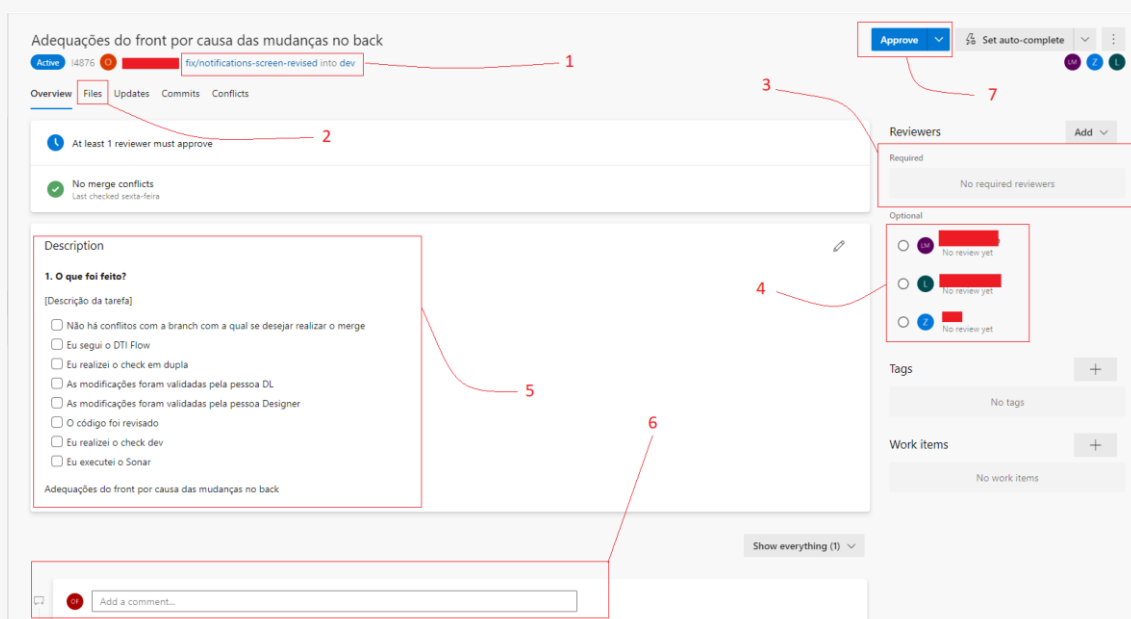 Adequações do front por causa das mudanças no back
Active !4876 O fix/notifications-screen-revised into dev
1
Approve
Set auto-complete
LM Z L
7
Overview Files Updates Commits Conflicts
2
3
At least 1 reviewer must approve
No merge conflicts
Last checked sexta-feira
Reviewers
Add
Required
No required reviewers
Optional
LM
No review yet
L
No review yet
Z
No review yet
4
Description
1. O que foi feito?
[Descrição da tarefa]
Não há conflitos com a branch com a qual se desejar realizar o merge
Eu segui o DTI Flow
Eu realizei o check em dupla
As modificações foram validadas pela pessoa DL
As modificações foram validadas pela pessoa Designer
O código foi revisado
Eu realizei o check dev
Eu executei o Sonar
Adequações do front por causa das mudanças no back
5
6
Tags
No tags
Work items
No work items
Show everything (1)
OF Add a comment...